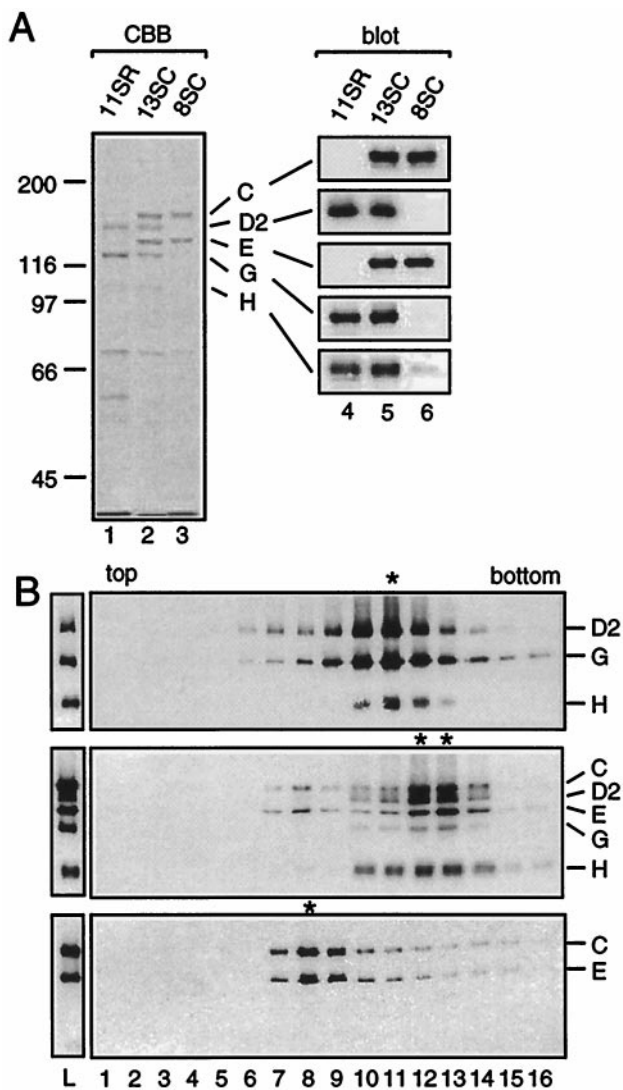 A
CBB
blot
11SR 13SC 8SC
11SR 13SC 8SC
200
116
97
66
45
C
D2
E
G
H
1 2 3
4 5 6
B
top * bottom
D2
G
H
* *
C
D2
E
G
H
*
C
E
L 1 2 3 4 5 6 7 8 9 10 11 12 13 14 15 16